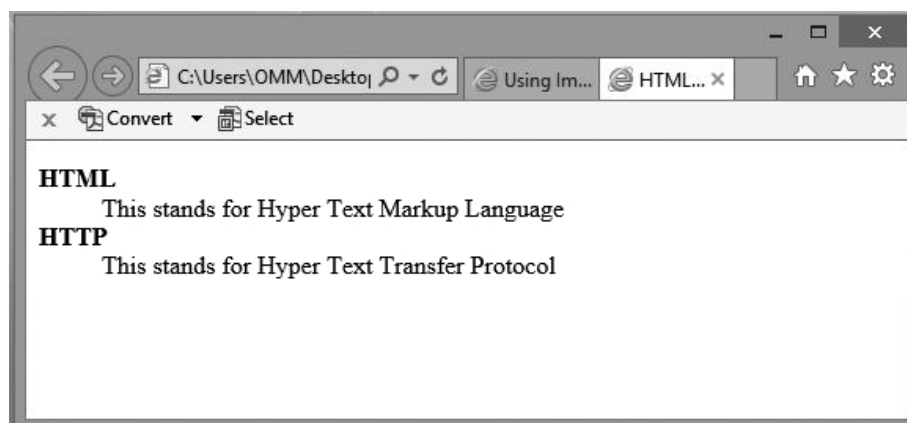 C:\Users\OMM\Desktop
Using Im...
HTML...
Convert
Select
HTML
This stands for Hyper Text Markup Language
HTTP
This stands for Hyper Text Transfer Protocol